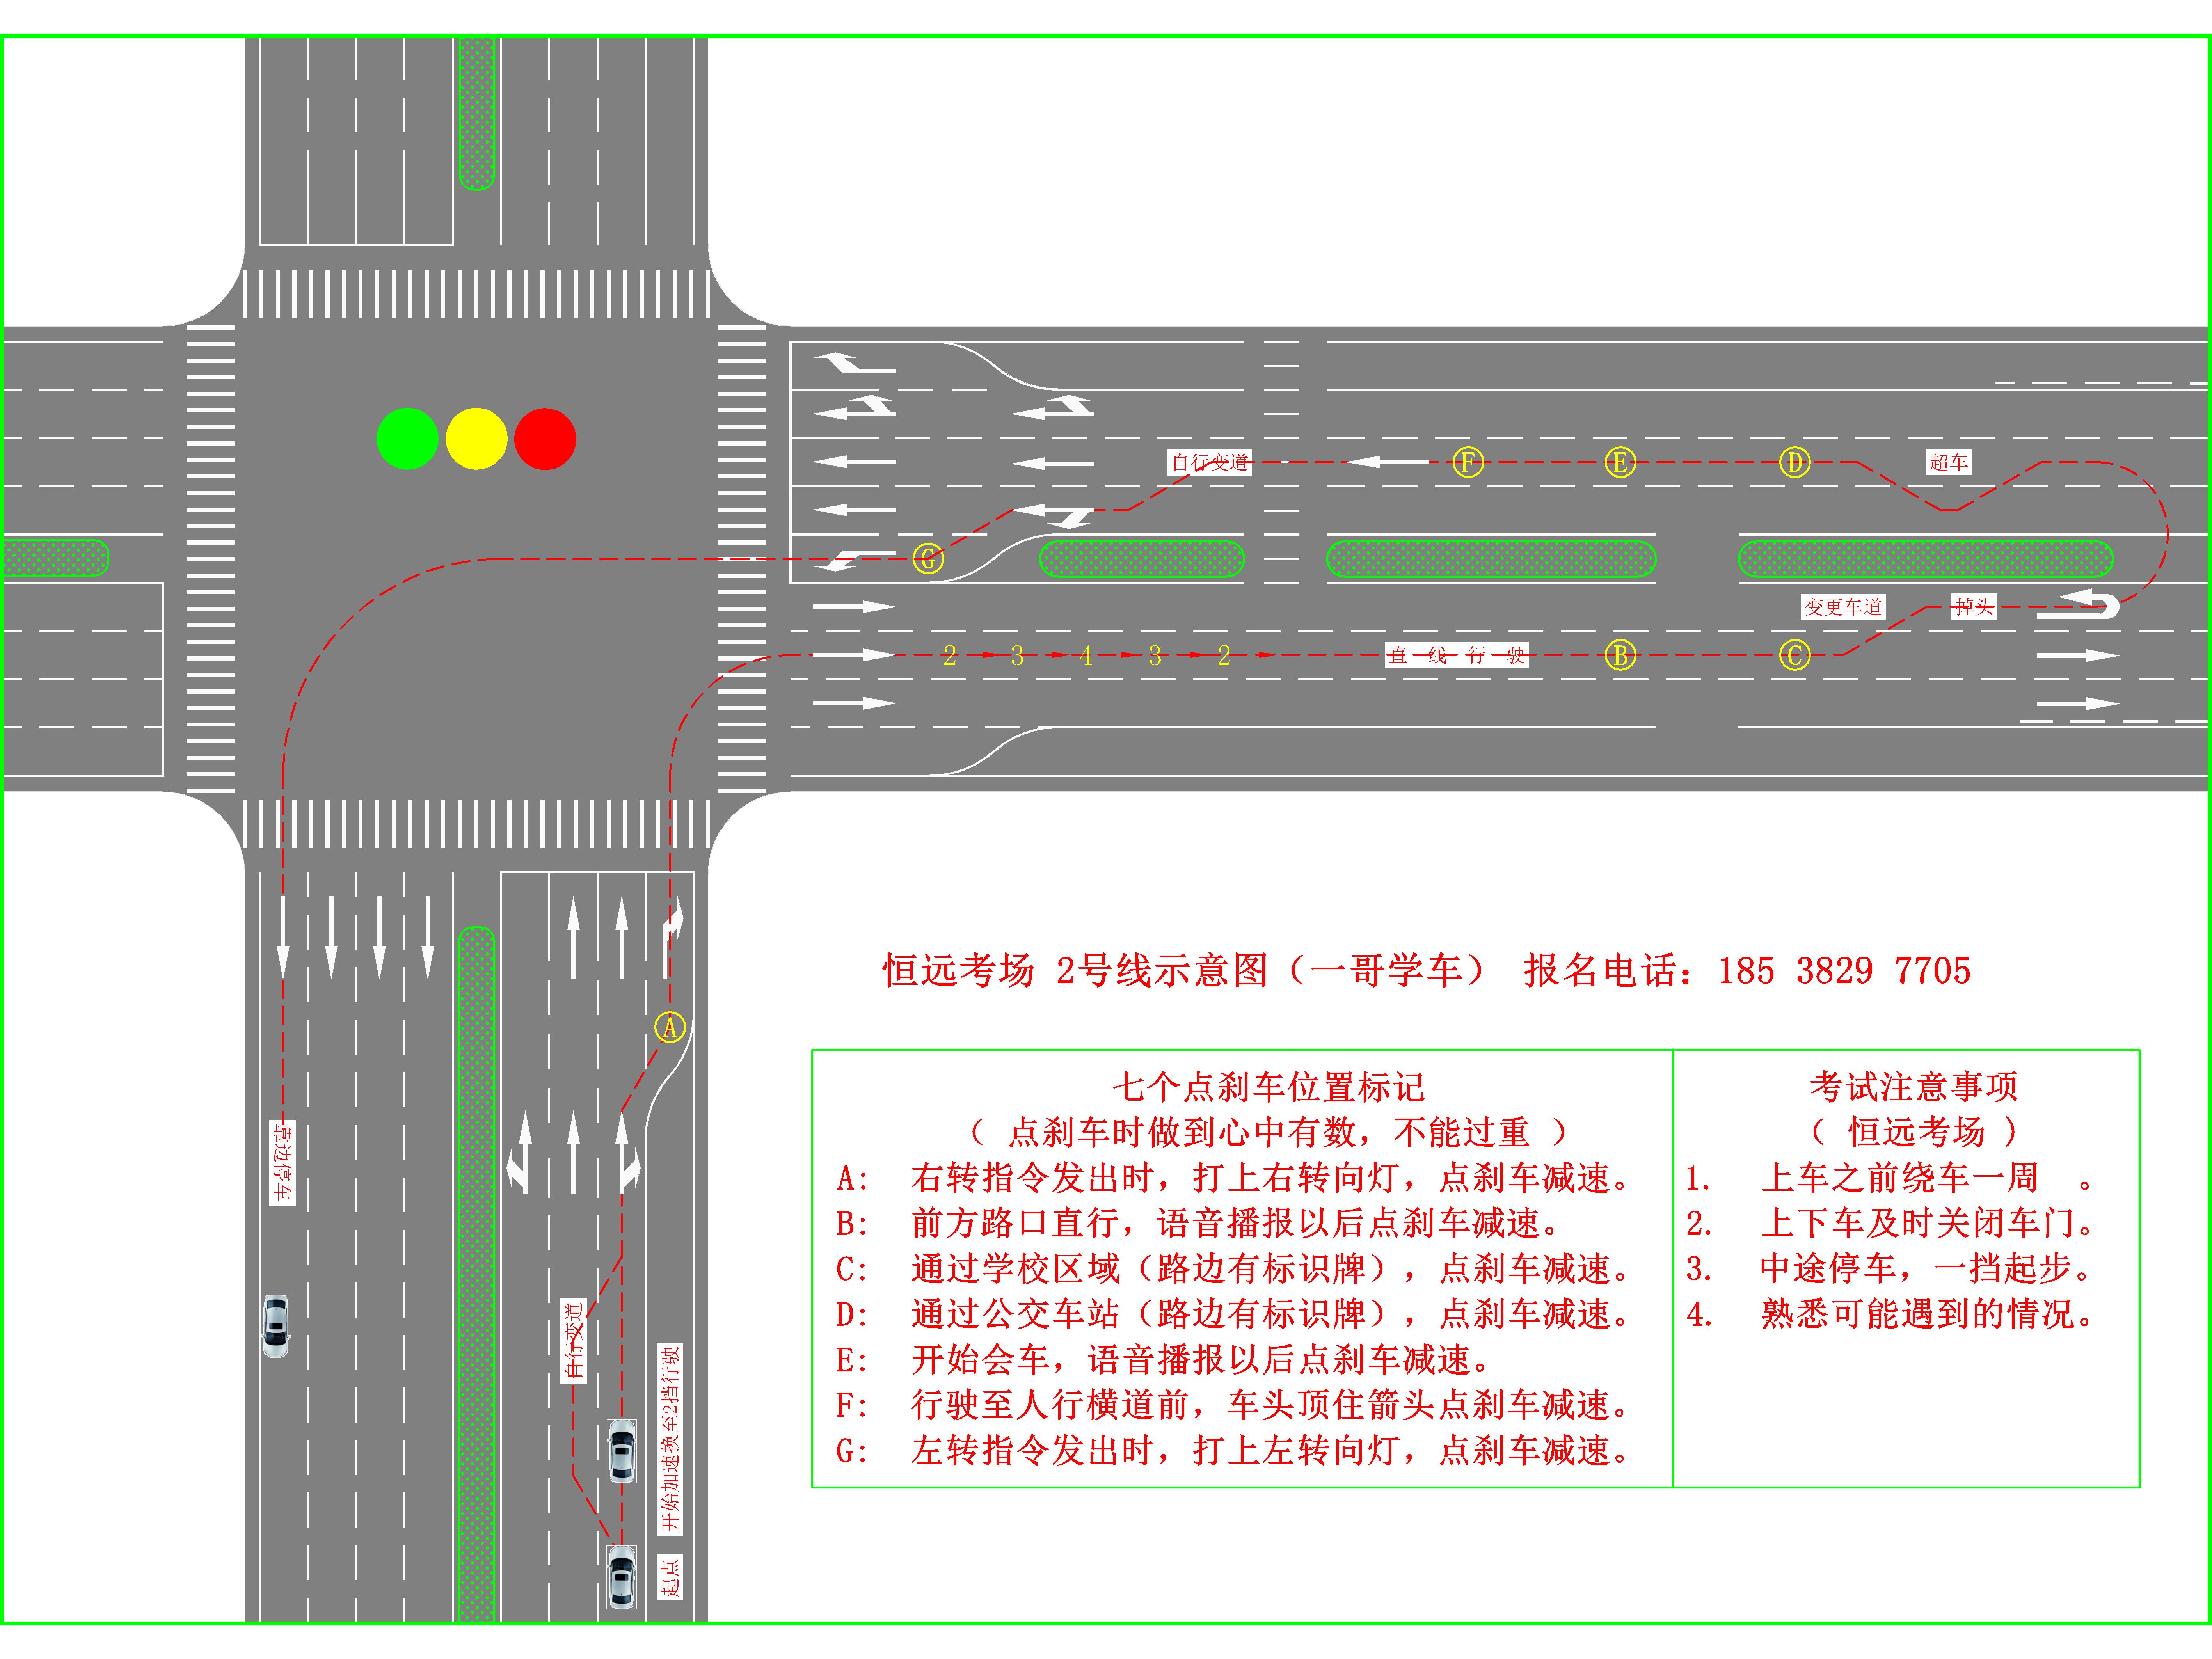 自行变道
F
E
D
超车
G
变更车道
掉头
2
3
4
3
2
直线行驶
B
C
A
恒远考场 2号线示意图（一哥学车） 报名电话：185 3829 7705
七个点刹车位置标记
（ 点刹车时做到心中有数，不能过重 ）
A： 右转指令发出时，打上右转向灯，点刹车减速。
B： 前方路口直行，语音播报以后点刹车减速。
C： 通过学校区域（路边有标识牌），点刹车减速。
D： 通过公交车站（路边有标识牌），点刹车减速。
E： 开始会车，语音播报以后点刹车减速。
F： 行驶至人行横道前，车头顶住箭头点刹车减速。
G： 左转指令发出时，打上左转向灯，点刹车减速。
考试注意事项
（ 恒远考场 ）
1. 上车之前绕车一周 。
2. 上下车及时关闭车门。
3. 中途停车，一挡起步。
4. 熟悉可能遇到的情况。
靠边停车
自行变道
开始加速换至2挡行驶
起点